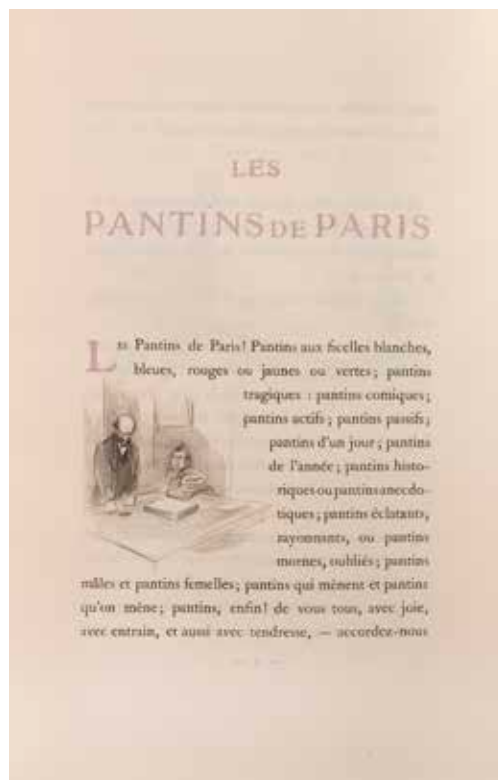 LES
PANTINS DE PARIS
LES Pantins de Paris! Pantins aux ficelles blanches,
bleues, rouges ou jaunes ou vertes; pantins
tragiques : pantins comiques;
pantins actifs; pantins passifs;
pantins d'un jour; pantins
de l'année; pantins histo-
riques ou pantins anecdo-
tiques; pantins éclatants,
rayonnants, ou pantins
mornes, oubliés; pantins
mâles et pantins femelles; pantins qui mènent et pantins
qu'on mène; pantins, enfin! de vous tous, avec joie,
avec entrain, et aussi avec tendresse, — accordez-nous